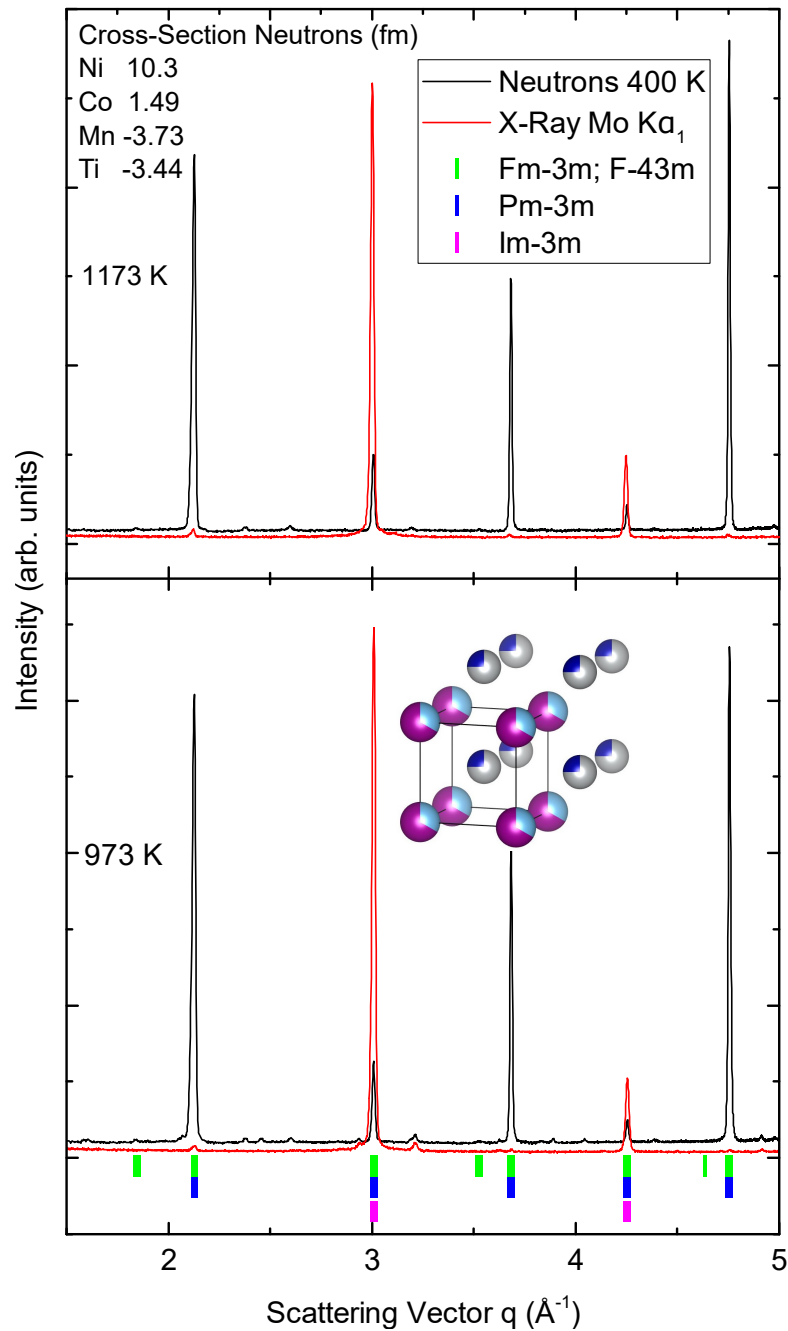 Cross-Section Neutrons (fm)
Ni 10.3
Co 1.49
Mn -3.73
Ti -3.44
Neutrons 400 K
X-Ray Mo Kα₁
Fm-3m; F-43m
Pm-3m
Im-3m
1173 K
Intensity (arb. units)
973 K
2 3 4 5
Scattering Vector q (Å⁻¹)